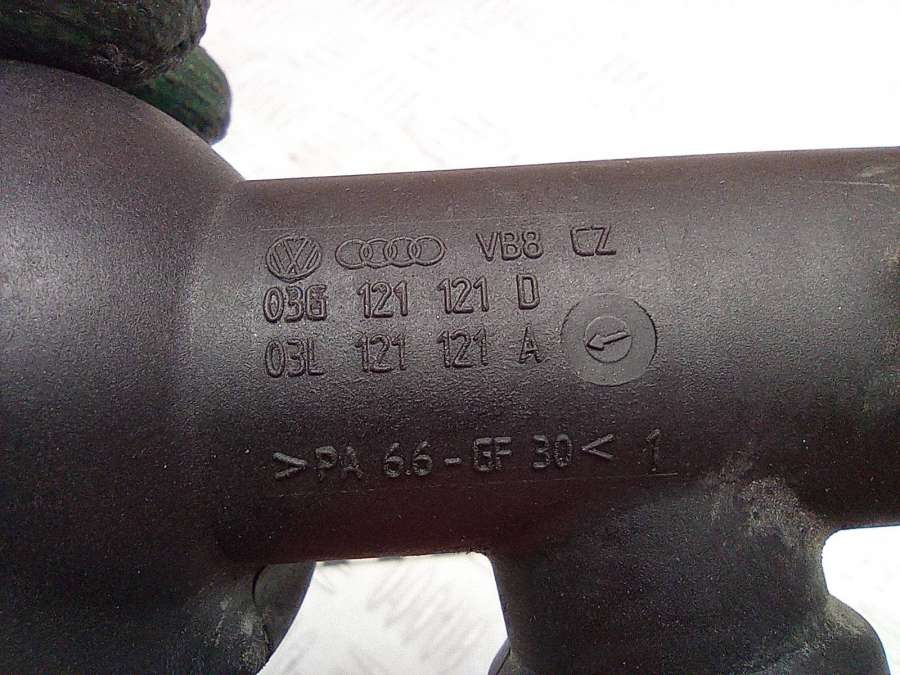 VB8 CZ
03G 121 121 D
03L 121 121 A
>PA 6.6-GF 30< 1